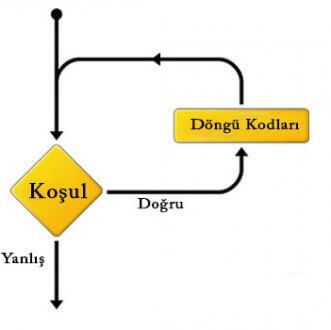 Döngü Kodları
Koşul
Doğru
Yanlış